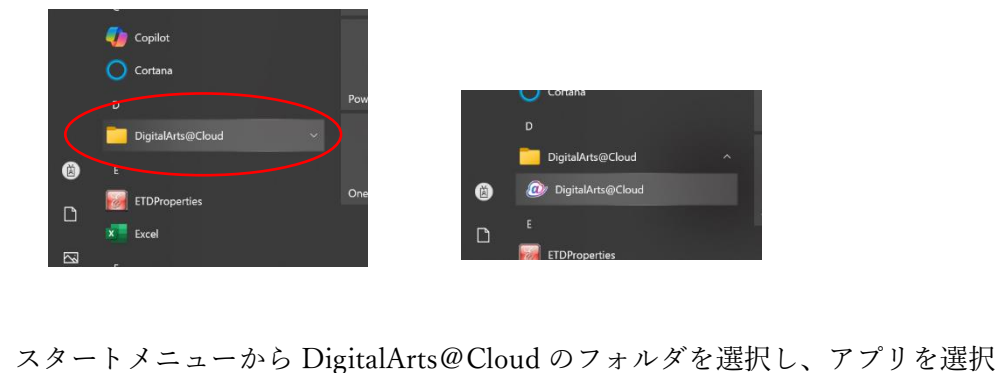 Copilot
Cortana
D
DigitalArts@Cloud
E
ETDProperties
Excel
Pow
One
Cortana
D
DigitalArts@Cloud
DigitalArts@Cloud
E
ETDProperties
スタートメニューから DigitalArts@Cloud のフォルダを選択し、アプリを選択